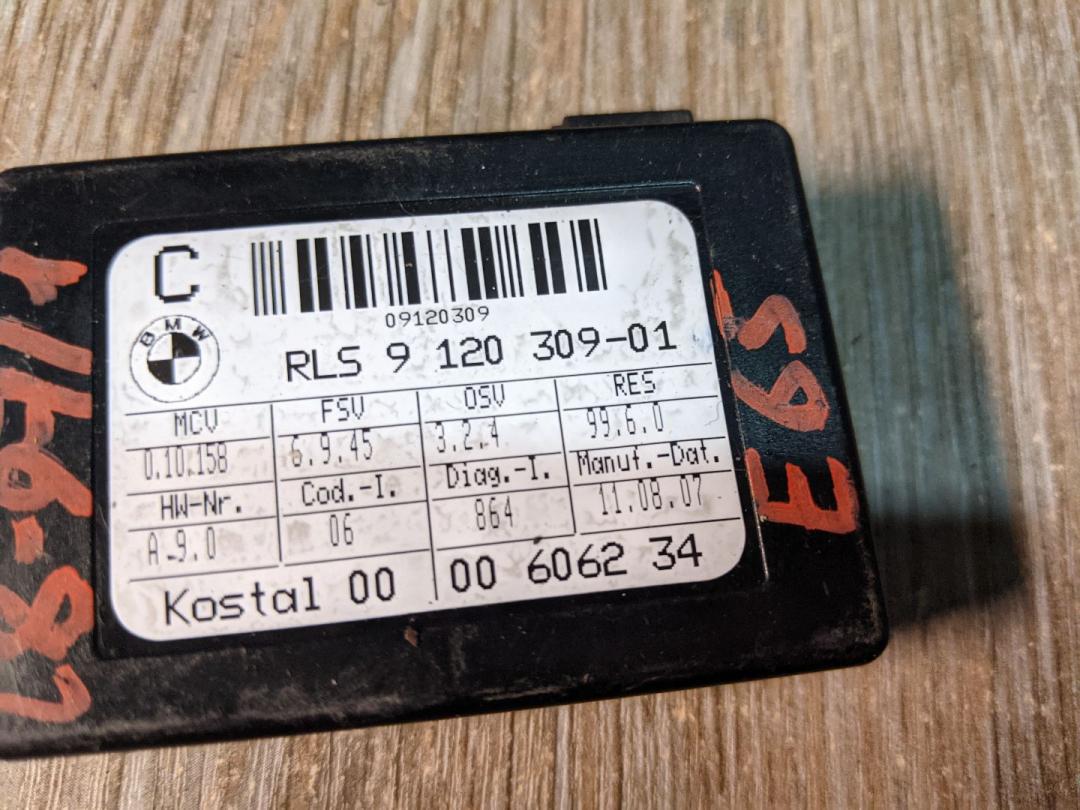 C
09120309
BMW
RLS 9 120 309-01
MCV FSV OSV RES
0.10.158 6.9.45 3.2.4 99.6.0
HW-Nr. Cod.-I. Diag.-I. Manuf.-Dat.
A-9.0 06 864 11.08.07
Kostal 00 00 6062 34
E65